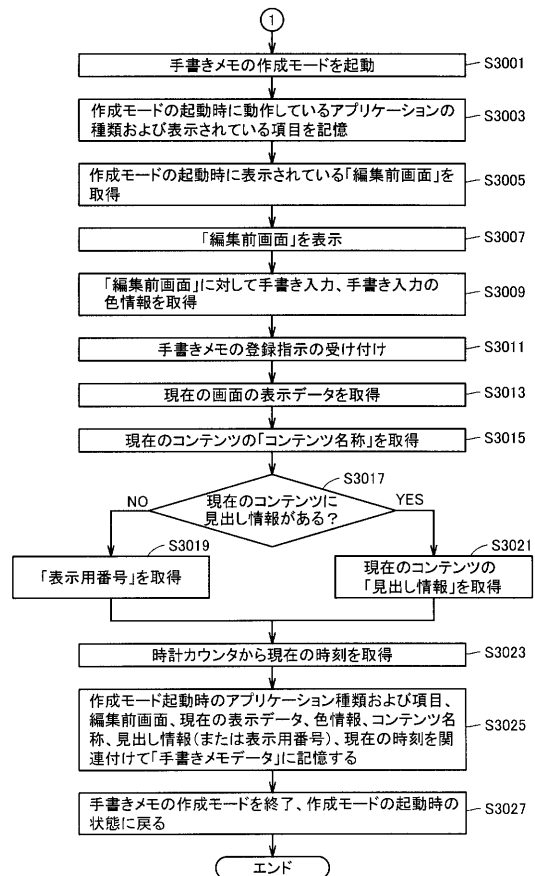 1
手書きメモの作成モードを起動
S3001
作成モードの起動時に動作しているアプリケーションの
種類および表示されている項目を記憶
S3003
作成モードの起動時に表示されている「編集前画面」を
取得
S3005
「編集前画面」を表示
S3007
「編集前画面」に対して手書き入力、手書き入力の
色情報を取得
S3009
手書きメモの登録指示の受け付け
S3011
現在の画面の表示データを取得
S3013
現在のコンテンツの「コンテンツ名称」を取得
S3015
S3017
現在のコンテンツに
見出し情報がある?
NO
YES
S3019
「表示用番号」を取得
S3021
現在のコンテンツの
「見出し情報」を取得
時計カウンタから現在の時刻を取得
S3023
作成モード起動時のアプリケーション種類および項目、
編集前画面、現在の表示データ、色情報、コンテンツ名
称、見出し情報(または表示用番号)、現在の時刻を関
連付けて「手書きメモデータ」に記憶する
S3025
手書きメモの作成モードを終了、作成モードの起動時の
状態に戻る
S3027
エンド